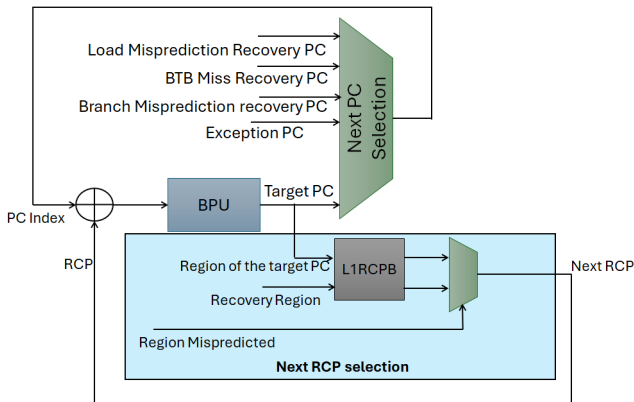 Load Misprediction Recovery PC
BTB Miss Recovery PC
Branch Misprediction recovery PC
Exception PC
Next PC
Selection
BPU
Target PC
PC Index
RCP
Region of the target PC
L1RCPB
Recovery Region
Next RCP
Region Mispredicted
Next RCP selection